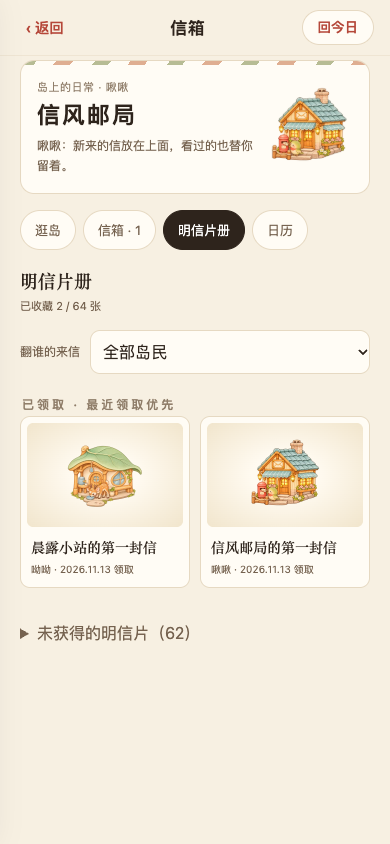 ‹ 返回
信箱
回今日
岛上的日常 · 啾啾
信风邮局
啾啾：新来的信放在上面，看过的也替你
留着。
逛岛
信箱 · 1
明信片册
日历
明信片册
已收藏 2 / 64 张
翻谁的来信
全部岛民
已领取 · 最近领取优先
晨露小站的第一封信
呦呦 · 2026.11.13 领取
信风邮局的第一封信
啾啾 · 2026.11.13 领取
▶ 未获得的明信片（62）